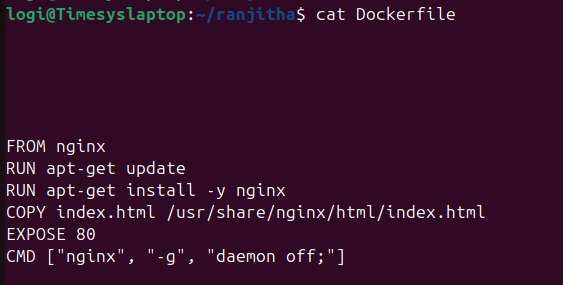 logi@Timesyslaptop:~/ranjitha$ cat Dockerfile
FROM nginx
RUN apt-get update
RUN apt-get install -y nginx
COPY index.html /usr/share/nginx/html/index.html
EXPOSE 80
CMD ["nginx", "-g", "daemon off;"]